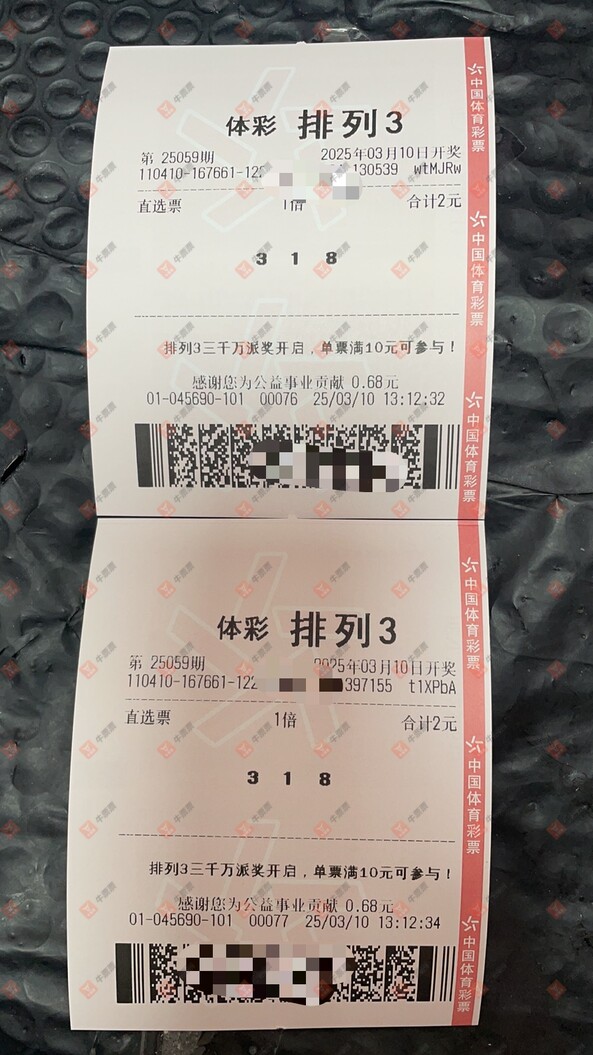 体彩 排列3
第 25059期 2025年03月10日开奖
110410-167661-122 130539 wtMJRw
直选票 1倍 合计2元
3 1 8
排列3三千万派奖开启，单票满10元可参与！
感谢您为公益事业贡献 0.68元
01-045690-101 00076 25/03/10 13:12:32
中国体育彩票
中国体育彩票
中国体育彩票
体彩 排列3
第 25059期 2025年03月10日开奖
110410-167661-122 397155 t1XPbA
直选票 1倍 合计2元
3 1 8
排列3三千万派奖开启，单票满10元可参与！
感谢您为公益事业贡献 0.68元
01-045690-101 00077 25/03/10 13:12:34
中国体育彩票
中国体育彩票
中国体育彩票